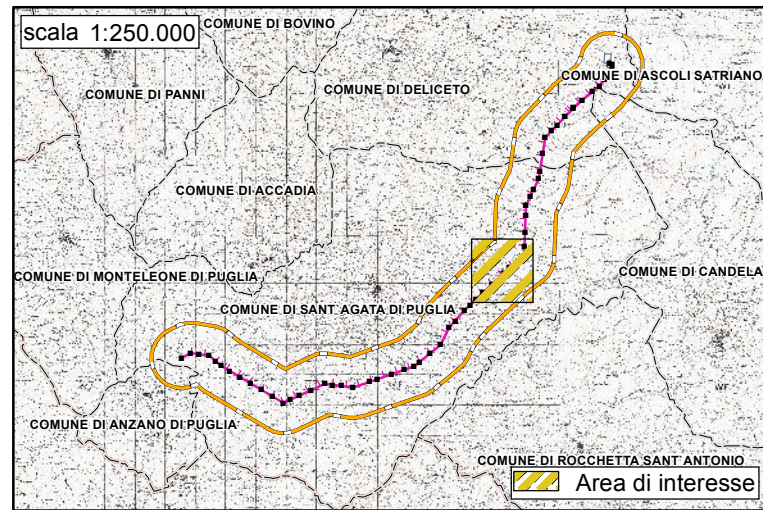 scala 1:250.000
COMUNE DI BOVINO
COMUNE DI PANNI
COMUNE DI DELICETO
COMUNE DI ASCOLI SATRIANO
COMUNE DI ACCADIA
COMUNE DI MONTELEONE DI PUGLIA
COMUNE DI CANDELA
COMUNE DI SANT`AGATA DI PUGLIA
COMUNE DI ANZANO DI PUGLIA
COMUNE DI ROCCHETTA SANT`ANTONIO
Area di interesse